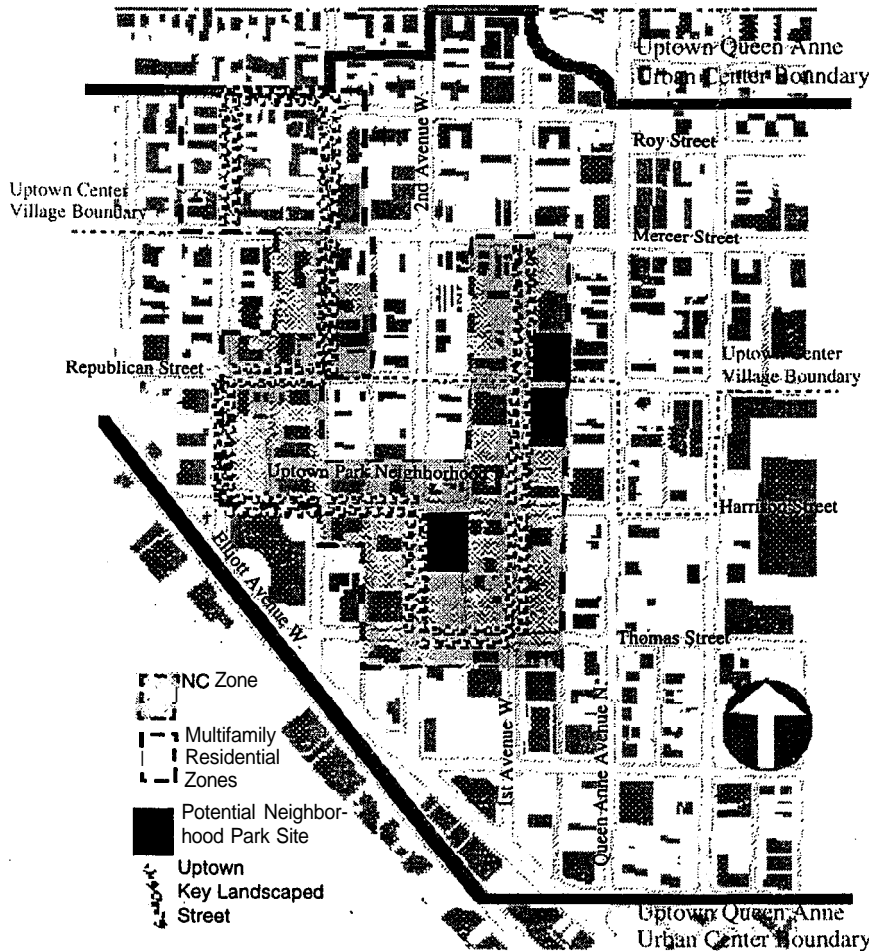 Uptown Queen Anne
Urban Center Boundary
Roy Street
2nd Avenue W.
Uptown Center
Village Boundary
Mercer Street
Republican Street
Uptown Center
Village Boundary
Uptown Park Neighborhood
Harrison Street
Elliott Avenue W.
Thomas Street
NC Zone
Multifamily
Residential
Zones
1st Avenue W.
Queen Anne Avenue N.
Potential Neighbor-
hood Park Site
Uptown
Key Landscaped
Street
Uptown Queen Anne
Urban Center Boundary